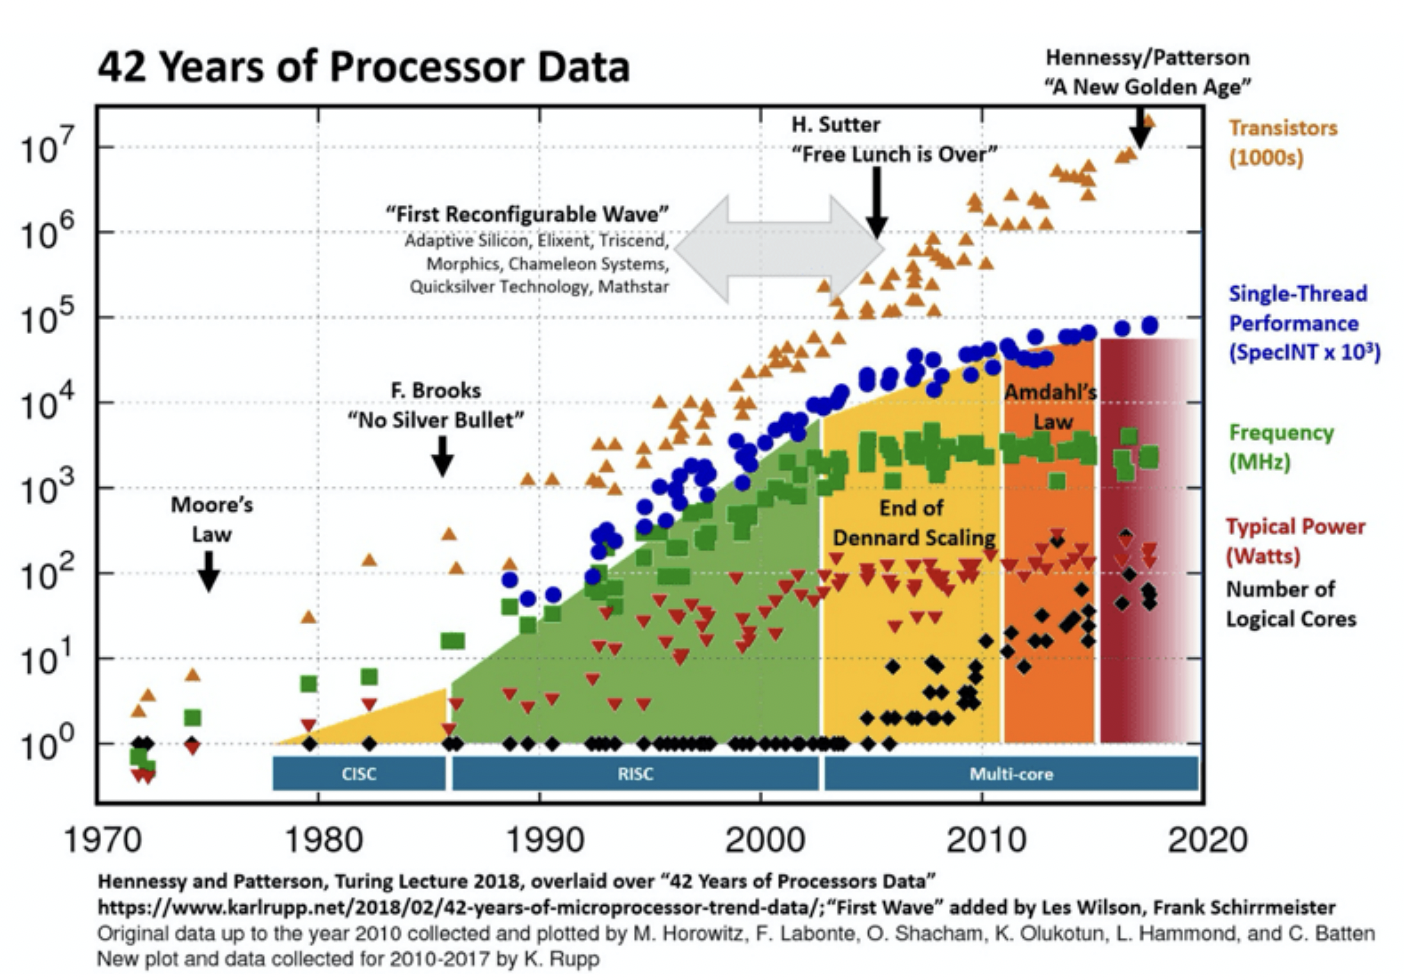 42 Years of Processor Data
Hennessy/Patterson
“A New Golden Age”
H. Sutter
“Free Lunch is Over”
“First Reconfigurable Wave”
Adaptive Silicon, Elixent, Triscend,
Morphics, Chameleon Systems,
Quicksilver Technology, Mathstar
F. Brooks
“No Silver Bullet”
Moore’s
Law
End of
Dennard Scaling
Amdahl’s
Law
10⁷
10⁶
10⁵
10⁴
10³
10²
10¹
10⁰
Transistors
(1000s)
Single-Thread
Performance
(SpecINT x 10³)
Frequency
(MHz)
Typical Power
(Watts)
Number of
Logical Cores
CISC
RISC
Multi-core
1970
1980
1990
2000
2010
2020
Hennessy and Patterson, Turing Lecture 2018, overlaid over “42 Years of Processors Data”
https://www.karlrupp.net/2018/02/42-years-of-microprocessor-trend-data/;“First Wave” added by Les Wilson, Frank Schirrmeister
Original data up to the year 2010 collected and plotted by M. Horowitz, F. Labonte, O. Shacham, K. Olukotun, L. Hammond, and C. Batten
New plot and data collected for 2010-2017 by K. Rupp